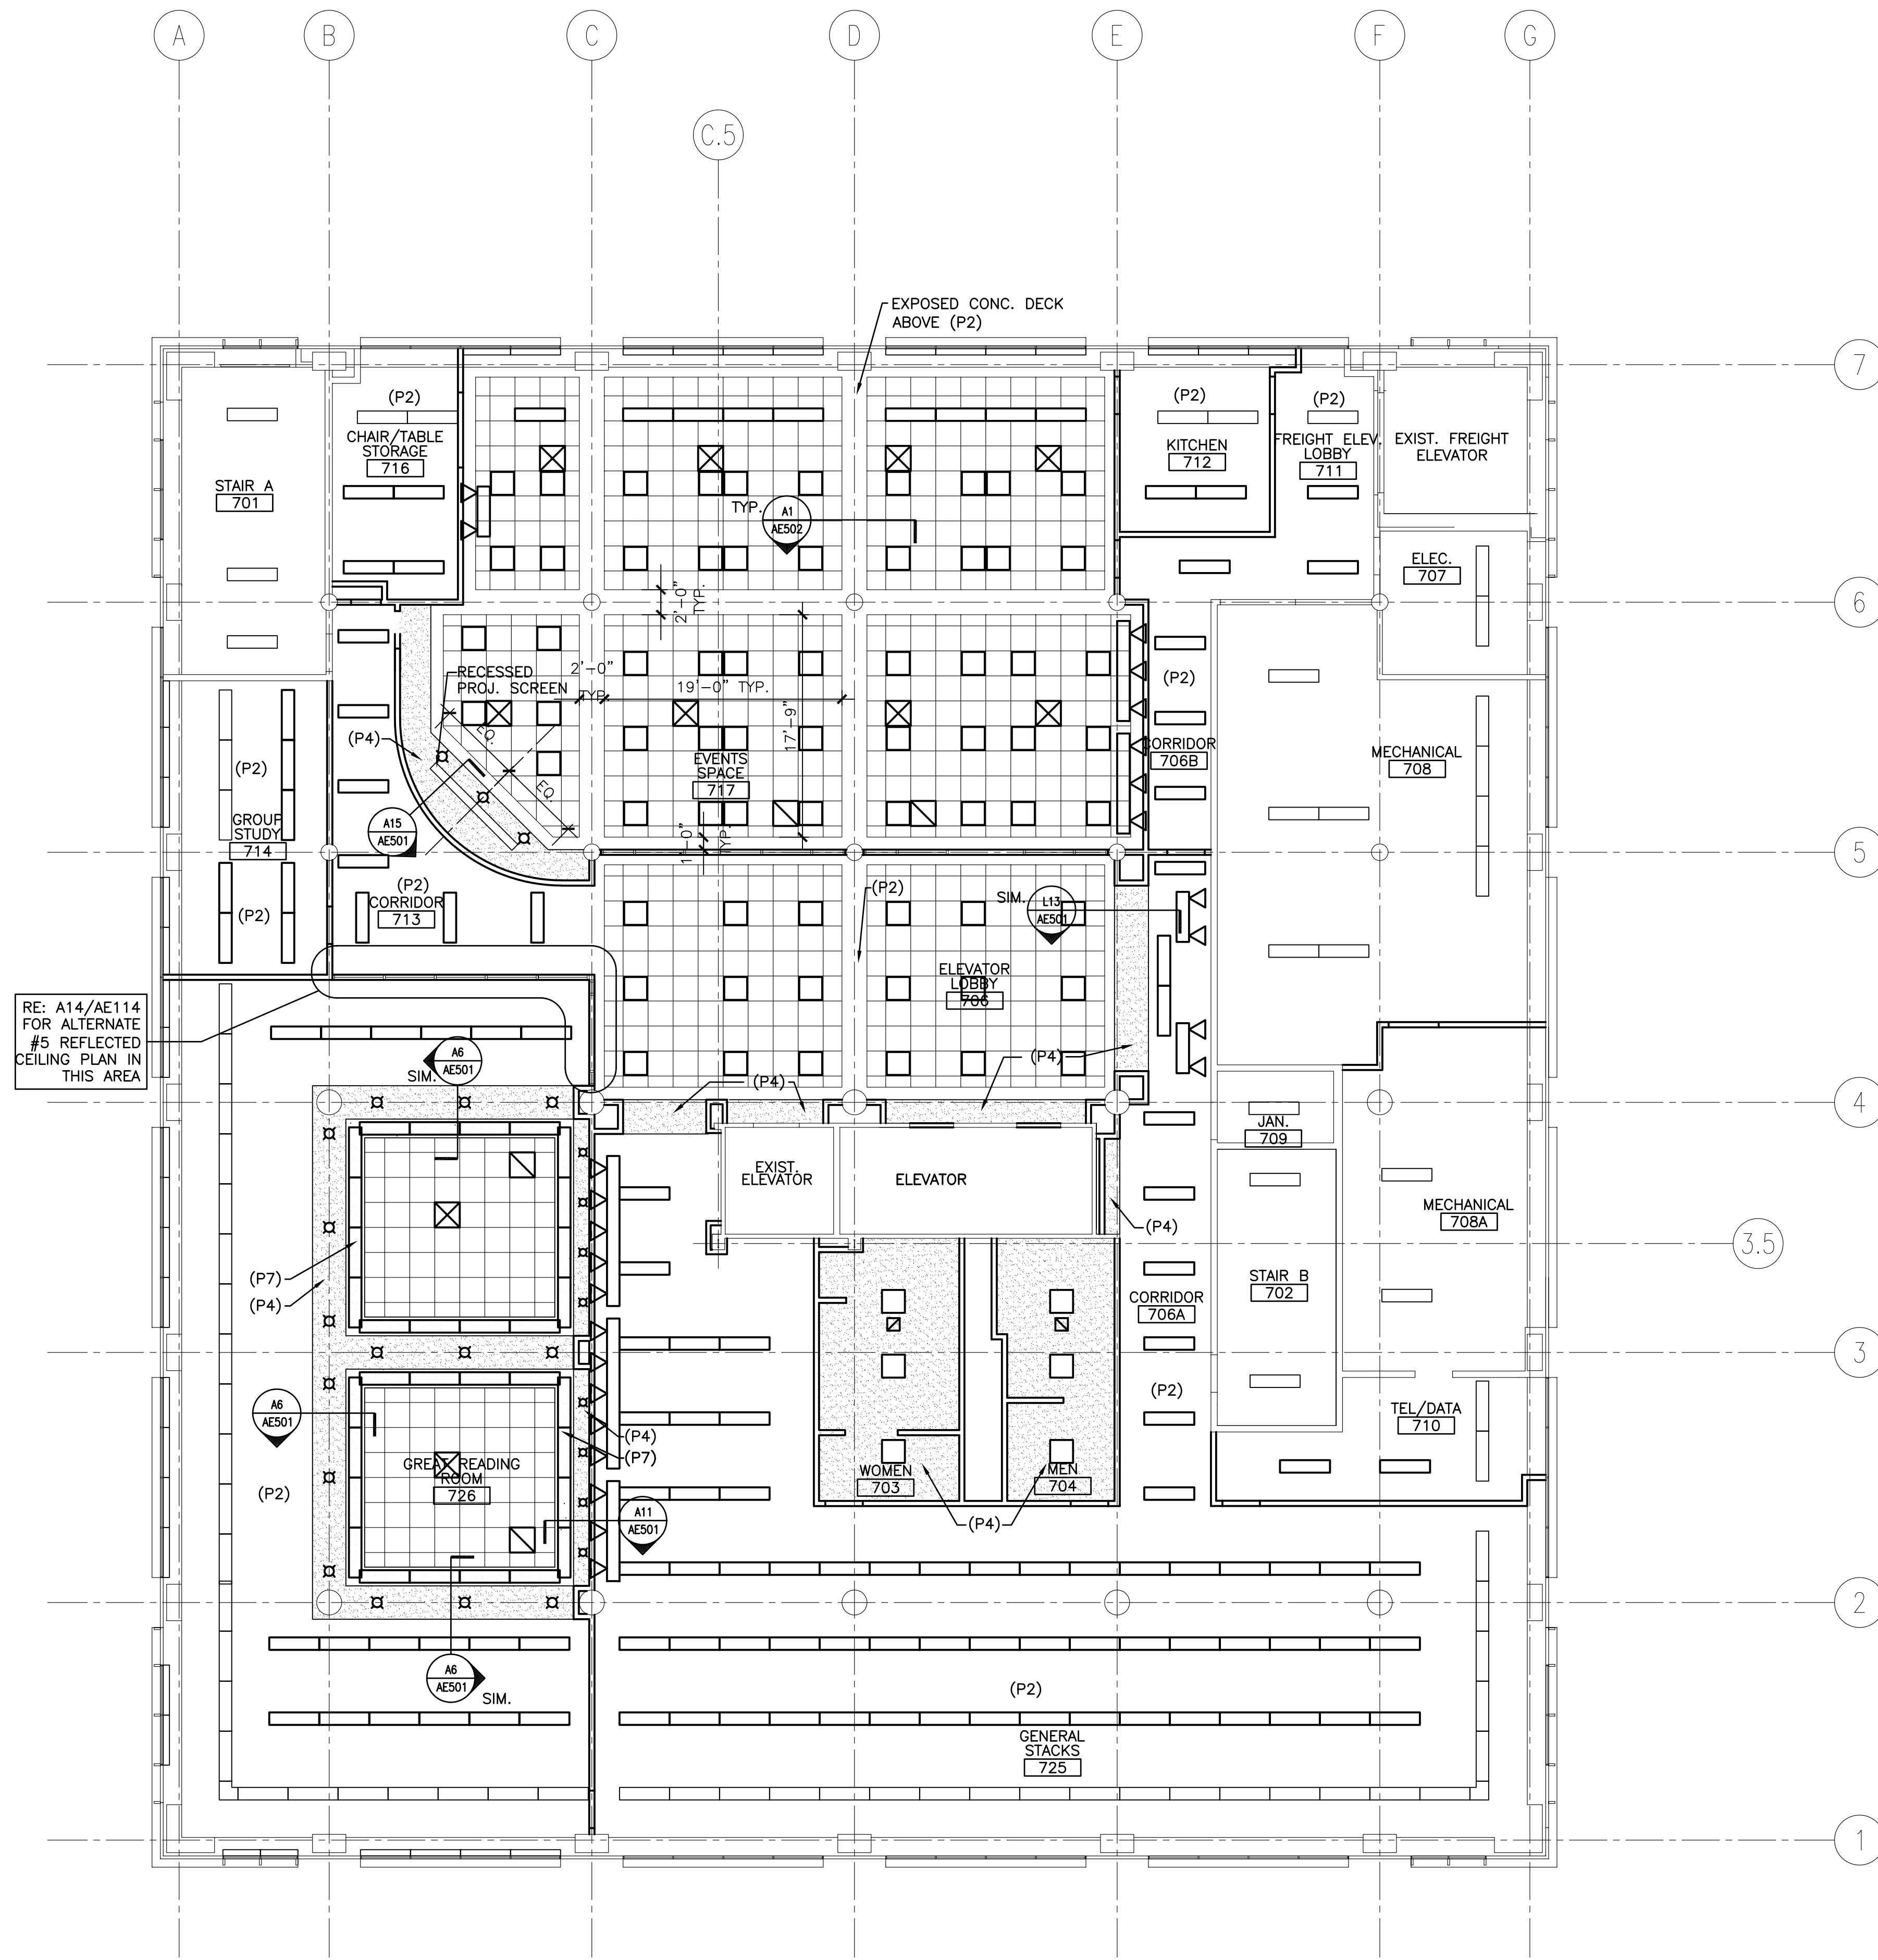 A
B
C
D
E
F
G
C.5
EXPOSED CONC. DECK
ABOVE (P2)
7
(P2)
CHAIR/TABLE
STORAGE
716
STAIR A
701
TYP.
A1
AE502
(P2)
KITCHEN
712
(P2)
FREIGHT ELEV.
LOBBY
711
EXIST. FREIGHT
ELEVATOR
ELEC.
707
6
2'-0"
TYP.
RECESSED
PROJ. SCREEN
2'-0"
TYP.
19'-0" TYP.
17'-9"
EQ.
EQ.
(P4)
EVENTS
SPACE
717
(P2)
CORRIDOR
706B
MECHANICAL
708
(P2)
GROUP
STUDY
714
(P2)
A15
AE501
1'-0"
TYP.
5
(P2)
CORRIDOR
713
(P2)
SIM.
L13
AE501
ELEVATOR
LOBBY
706
RE: A14/AE114
FOR ALTERNATE
#5 REFLECTED
CEILING PLAN IN
THIS AREA
A6
AE501
SIM.
(P4)
(P4)
4
JAN.
709
EXIST.
ELEVATOR
ELEVATOR
(P4)
MECHANICAL
708A
3.5
(P7)
(P4)
STAIR B
702
CORRIDOR
706A
3
(P2)
A6
AE501
(P4)
(P7)
TEL/DATA
710
GREAT READING
ROOM
726
(P2)
WOMEN
703
MEN
704
A11
AE501
(P4)
2
A6
AE501
SIM.
(P2)
GENERAL
STACKS
725
1